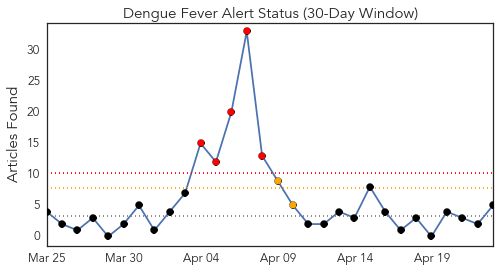 Dengue Fever Alert Status (30-Day Window)
Articles Found
30
25
20
15
10
5
0
Mar 25 Mar 30 Apr 04 Apr 09 Apr 14 Apr 19